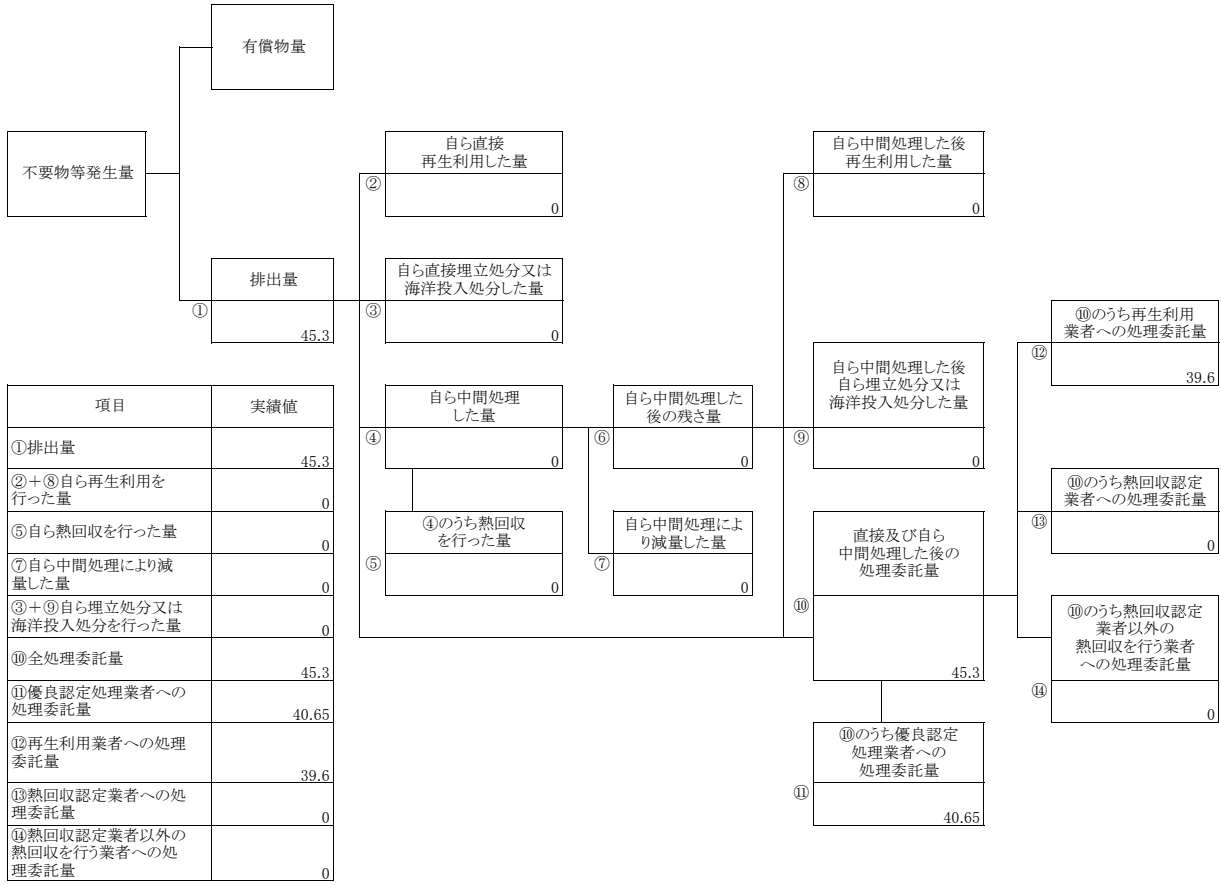 有償物量
不要物等発生量
自ら直接
再生利用した量
②
0
自ら中間処理した後
再生利用した量
⑧
0
排出量
①
45.3
自ら直接埋立処分又は
海洋投入処分した量
③
0
⑩のうち再生利用
業者への処理委託量
⑫
39.6
自ら中間処理した後
自ら埋立処分又は
海洋投入処分した量
⑨
0
自ら中間処理
した量
④
0
自ら中間処理した
後の残さ量
⑥
0
⑩のうち熱回収認定
業者への処理委託量
⑬
0
④のうち熱回収
を行った量
⑤
0
自ら中間処理によ
り減量した量
⑦
0
直接及び自ら
中間処理した後の
処理委託量
⑩
45.3
⑩のうち熱回収認定
業者以外の
熱回収を行う業者
への処理委託量
⑭
0
⑩のうち優良認定
処理業者への
処理委託量
⑪
40.65
項目 実績値
①排出量
45.3
②＋⑧自ら再生利用を
行った量
0
⑤自ら熱回収を行った量
0
⑦自ら中間処理により減
量した量
0
③＋⑨自ら埋立処分又は
海洋投入処分を行った量
0
⑩全処理委託量
45.3
⑪優良認定処理業者への
処理委託量
40.65
⑫再生利用業者への処理
委託量
39.6
⑬熱回収認定業者への処
理委託量
0
⑭熱回収認定業者以外の
熱回収を行う業者への処
理委託量
0